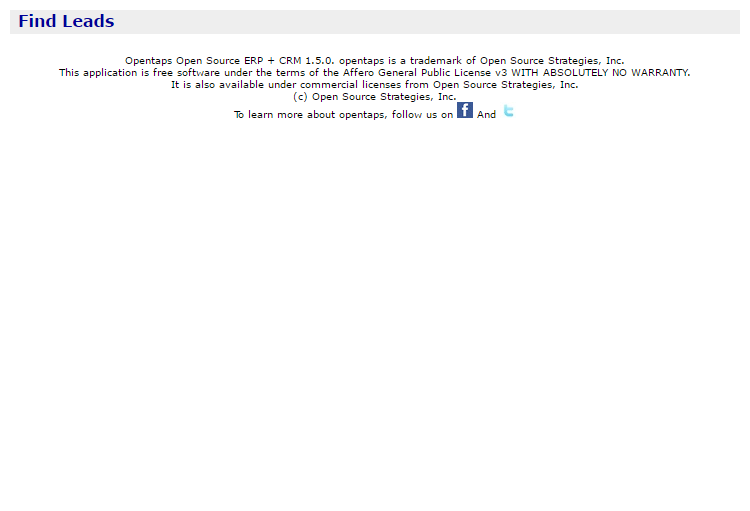 Find Leads
Opentaps Open Source ERP + CRM 1.5.0. opentaps is a trademark of Open Source Strategies, Inc.
This application is free software under the terms of the Affero General Public License v3 WITH ABSOLUTELY NO WARRANTY.
It is also available under commercial licenses from Open Source Strategies, Inc.
(c) Open Source Strategies, Inc.
To learn more about opentaps, follow us on f And t